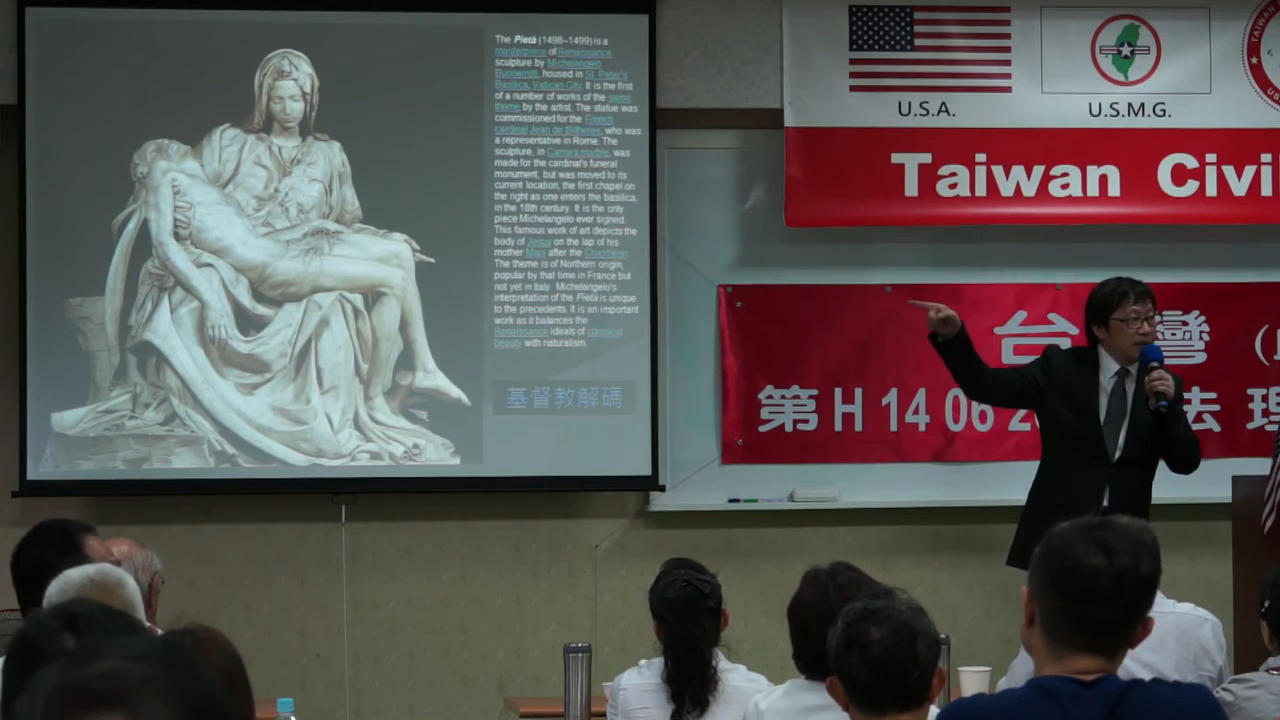 The Pietà (1498–1499) is a
masterpiece of Renaissance
sculpture by Michelangelo
Buonarroti, housed in St. Peter's
Basilica, Vatican City. It is the first
of a number of works of the same
theme by the artist. The statue was
commissioned for the French
cardinal Jean de Billheres, who was
a representative in Rome. The
sculpture, in Carrara marble, was
made for the cardinal's funeral
monument, but was moved to its
current location, the first chapel on
the right as one enters the basilica,
in the 18th century. It is the only
piece Michelangelo ever signed.
This famous work of art depicts the
body of Jesus on the lap of his
mother Mary after the Crucifixion.
The theme is of Northern origin,
popular by that time in France but
not yet in Italy. Michelangelo's
interpretation of the Pietà is unique
to the precedents. It is an important
work as it balances the
Renaissance ideals of classical
beauty with naturalism.
基督教解碼
U.S.A.
U.S.M.G.
TAIWAN
US
Taiwan Civi
台 灣 (
第 H 14 06 2 法 理